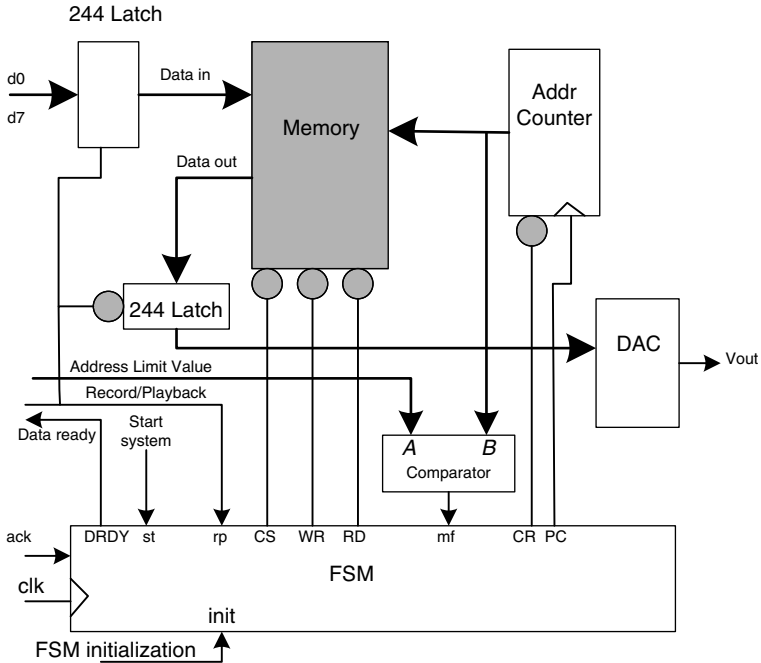 244 Latch
d0
d7
Data in
Memory
Addr
Counter
Data out
244 Latch
DAC
Vout
Address Limit Value
Record/Playback
Data ready
Start
system
A
B
Comparator
ack
DRDY
st
rp
CS
WR
RD
mf
CR
PC
FSM
clk
init
FSM initialization